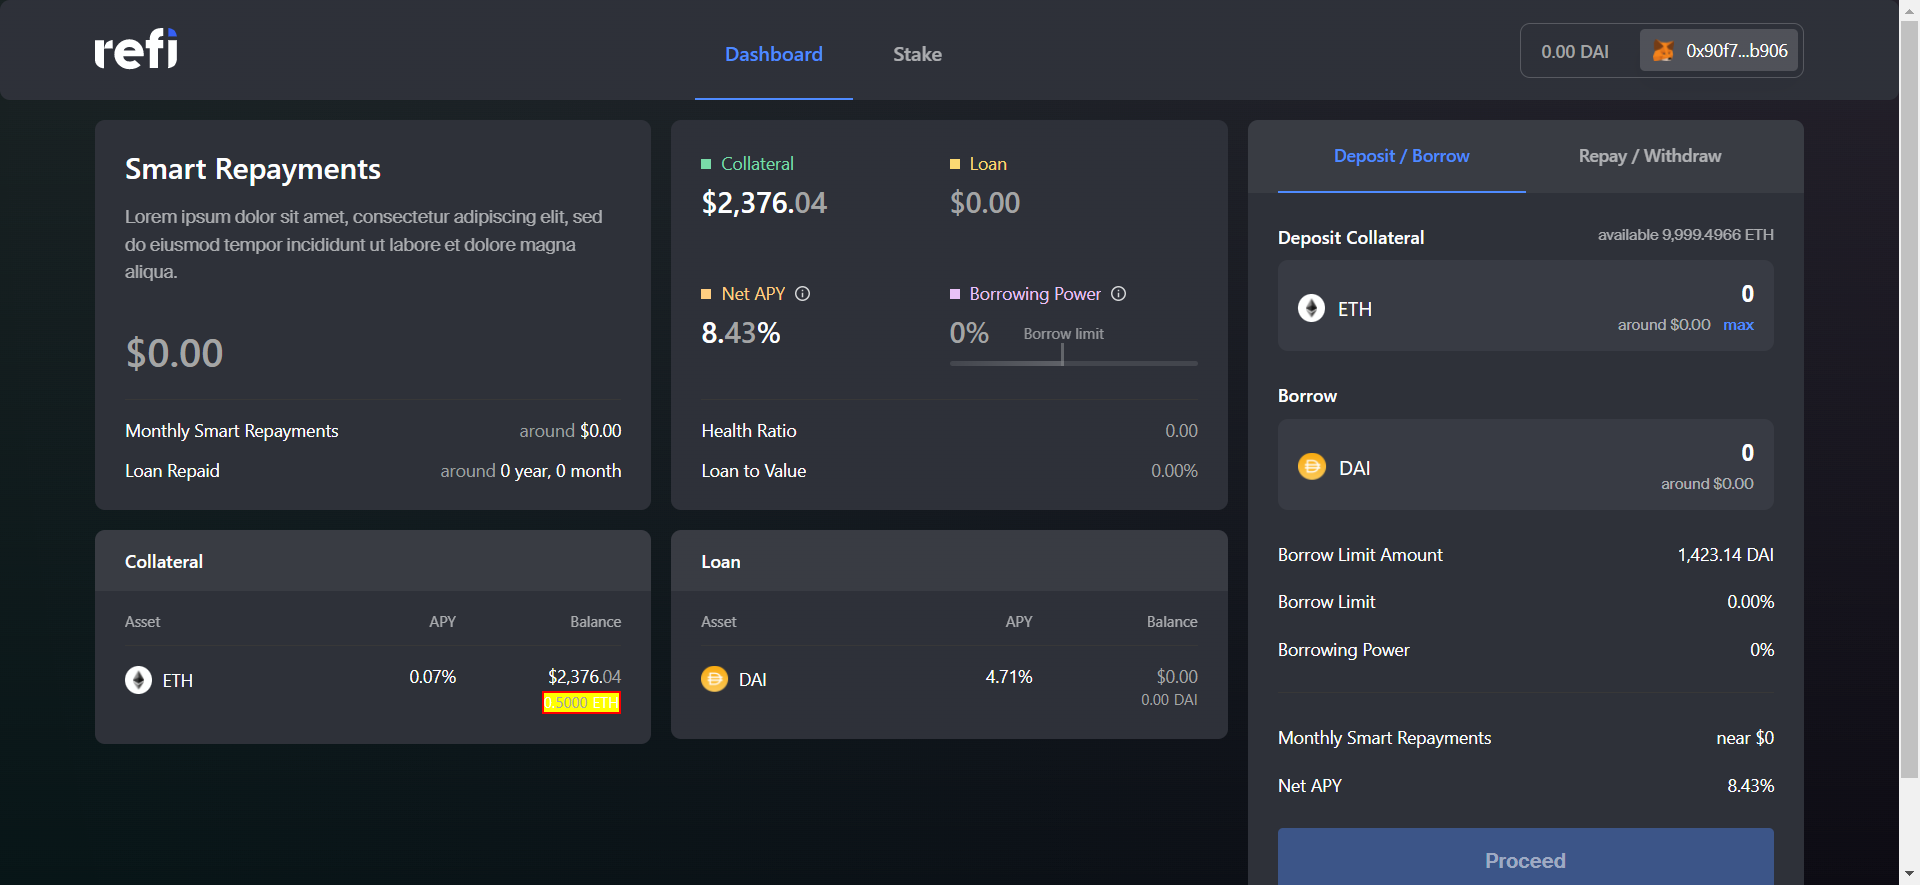 refi
Dashboard
Stake
0.00 DAI
0x90f7...b906
Smart Repayments
Lorem ipsum dolor sit amet, consectetur adipiscing elit, sed
do eiusmod tempor incididunt ut labore et dolore magna
aliqua.
$0.00
Monthly Smart Repayments around $0.00
Loan Repaid around 0 year, 0 month
Collateral
$2,376.04
Loan
$0.00
Net APY
8.43%
Borrowing Power
0% Borrow limit
Health Ratio 0.00
Loan to Value 0.00%
Collateral
Asset APY Balance
ETH 0.07% $2,376.04
0.5000 ETH
Loan
Asset APY Balance
DAI 4.71% $0.00
0.00 DAI
Deposit / Borrow
Repay / Withdraw
Deposit Collateral available 9,999.4966 ETH
ETH 0
around $0.00 max
Borrow
DAI 0
around $0.00
Borrow Limit Amount 1,423.14 DAI
Borrow Limit 0.00%
Borrowing Power 0%
Monthly Smart Repayments near $0
Net APY 8.43%
Proceed